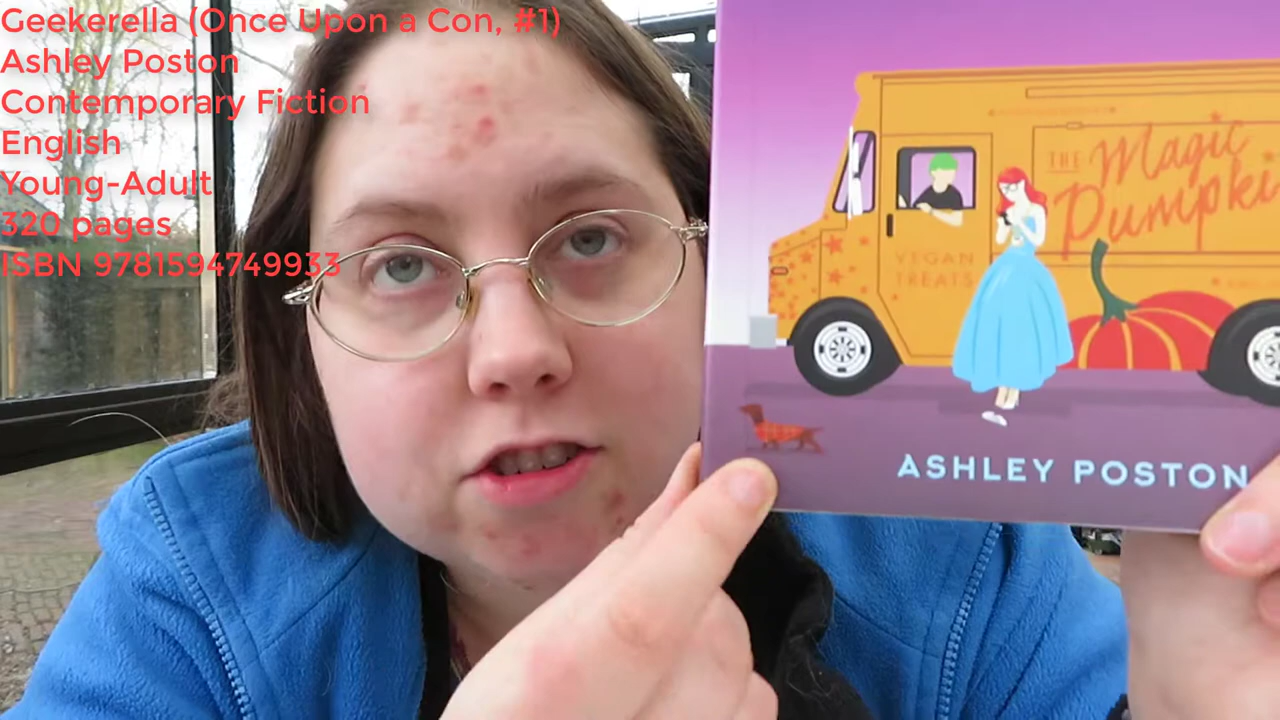 Geekerella (Once Upon a Con, #1)
Ashley Poston
Contemporary Fiction
English
Young-Adult
320 pages
ISBN 9781594749933
THE Magic
Pumpki
VEGAN
TREATS
ASHLEY POSTON